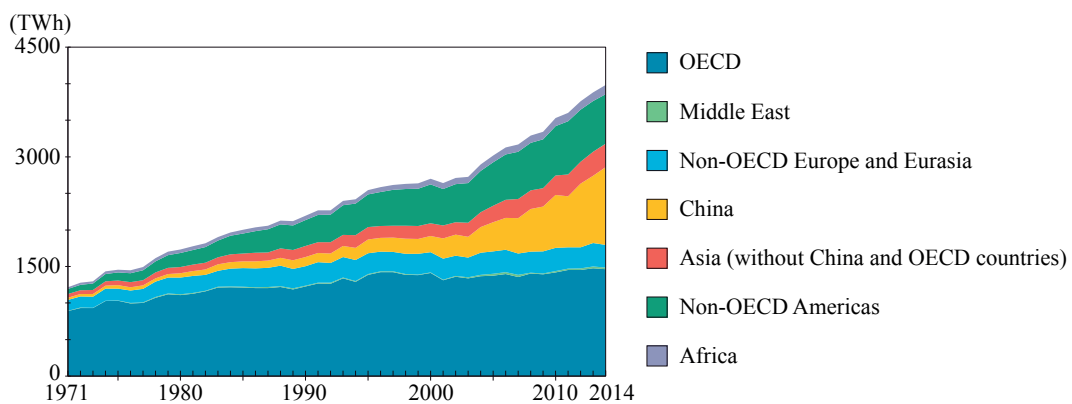 (TWh)
4500
3000
1500
0
1971 1980 1990 2000 2010 2014
OECD
Middle East
Non-OECD Europe and Eurasia
China
Asia (without China and OECD countries)
Non-OECD Americas
Africa